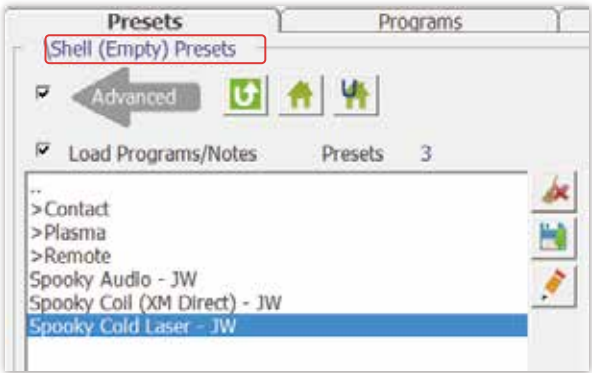 Presets Programs
\Shell (Empty) Presets
Advanced
Load Programs/Notes Presets 3
..
>Contact
>Plasma
>Remote
Spooky Audio - JW
Spooky Coil (XM Direct) - JW
Spooky Cold Laser - JW